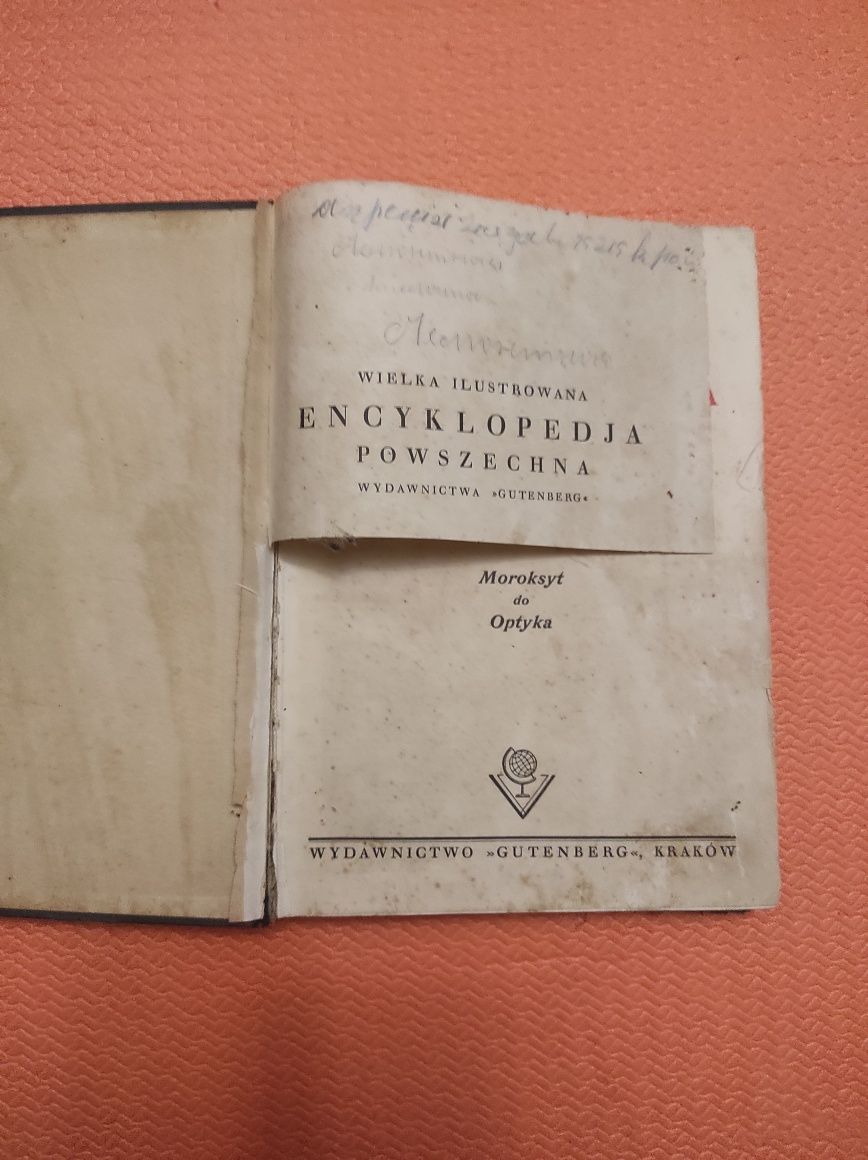 WIELKA ILUSTROWANA
ENCYKLOPEDJA
POWSZECHNA
WYDAWNICTWA »GUTENBERG«
A
Moroksyt
do
Optyka
WYDAWNICTWO »GUTENBERG«, KRAKÓW